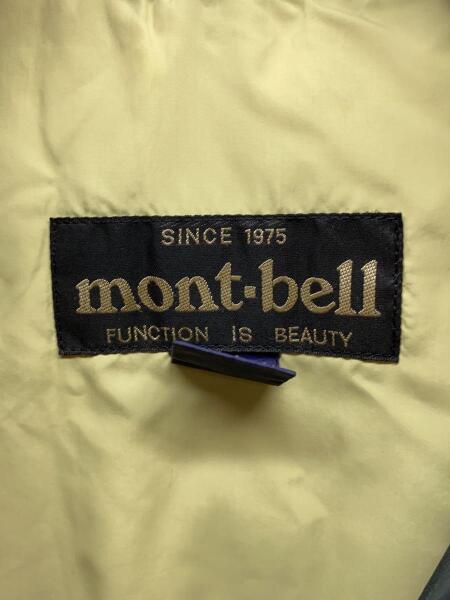 SINCE 1975
mont-bell
FUNCTION IS BEAUTY